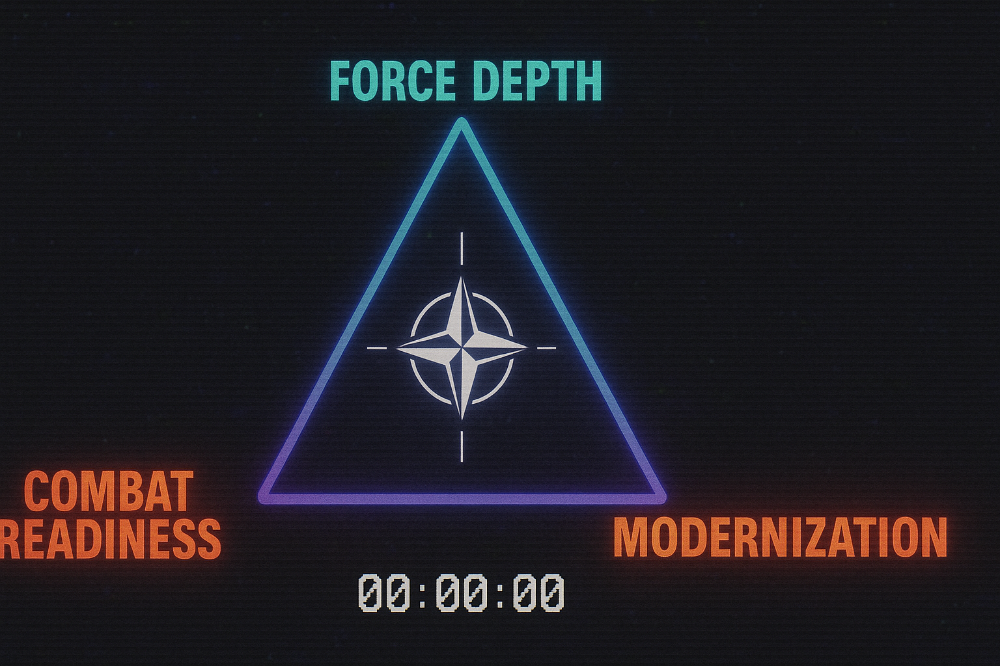 FORCE DEPTH
COMBAT
READINESS
MODERNIZATION
00:00:00